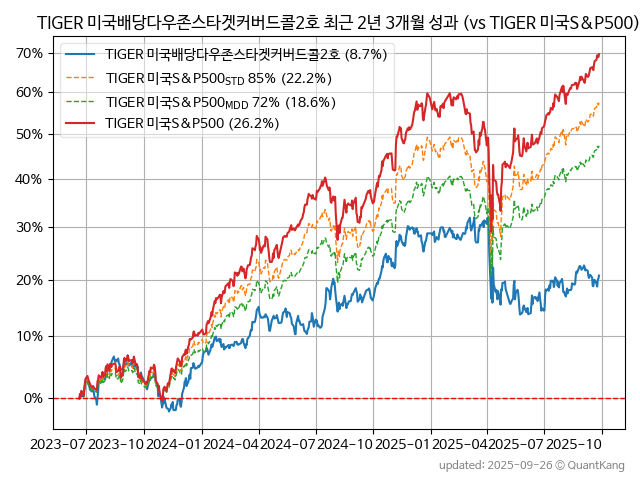 TIGER 미국배당다우존스타겟커버드콜2호 최근 2년 3개월 성과 (vs TIGER 미국S&P500)
TIGER 미국배당다우존스타겟커버드콜2호 (8.7%)
TIGER 미국S&P500STD 85% (22.2%)
TIGER 미국S&P500MDD 72% (18.6%)
TIGER 미국S&P500 (26.2%)
70%
60%
50%
40%
30%
20%
10%
0%
2023-07 2023-10 2024-01 2024-04 2024-07 2024-10 2025-01 2025-04 2025-07 2025-10
updated: 2025-09-26 © QuantKang